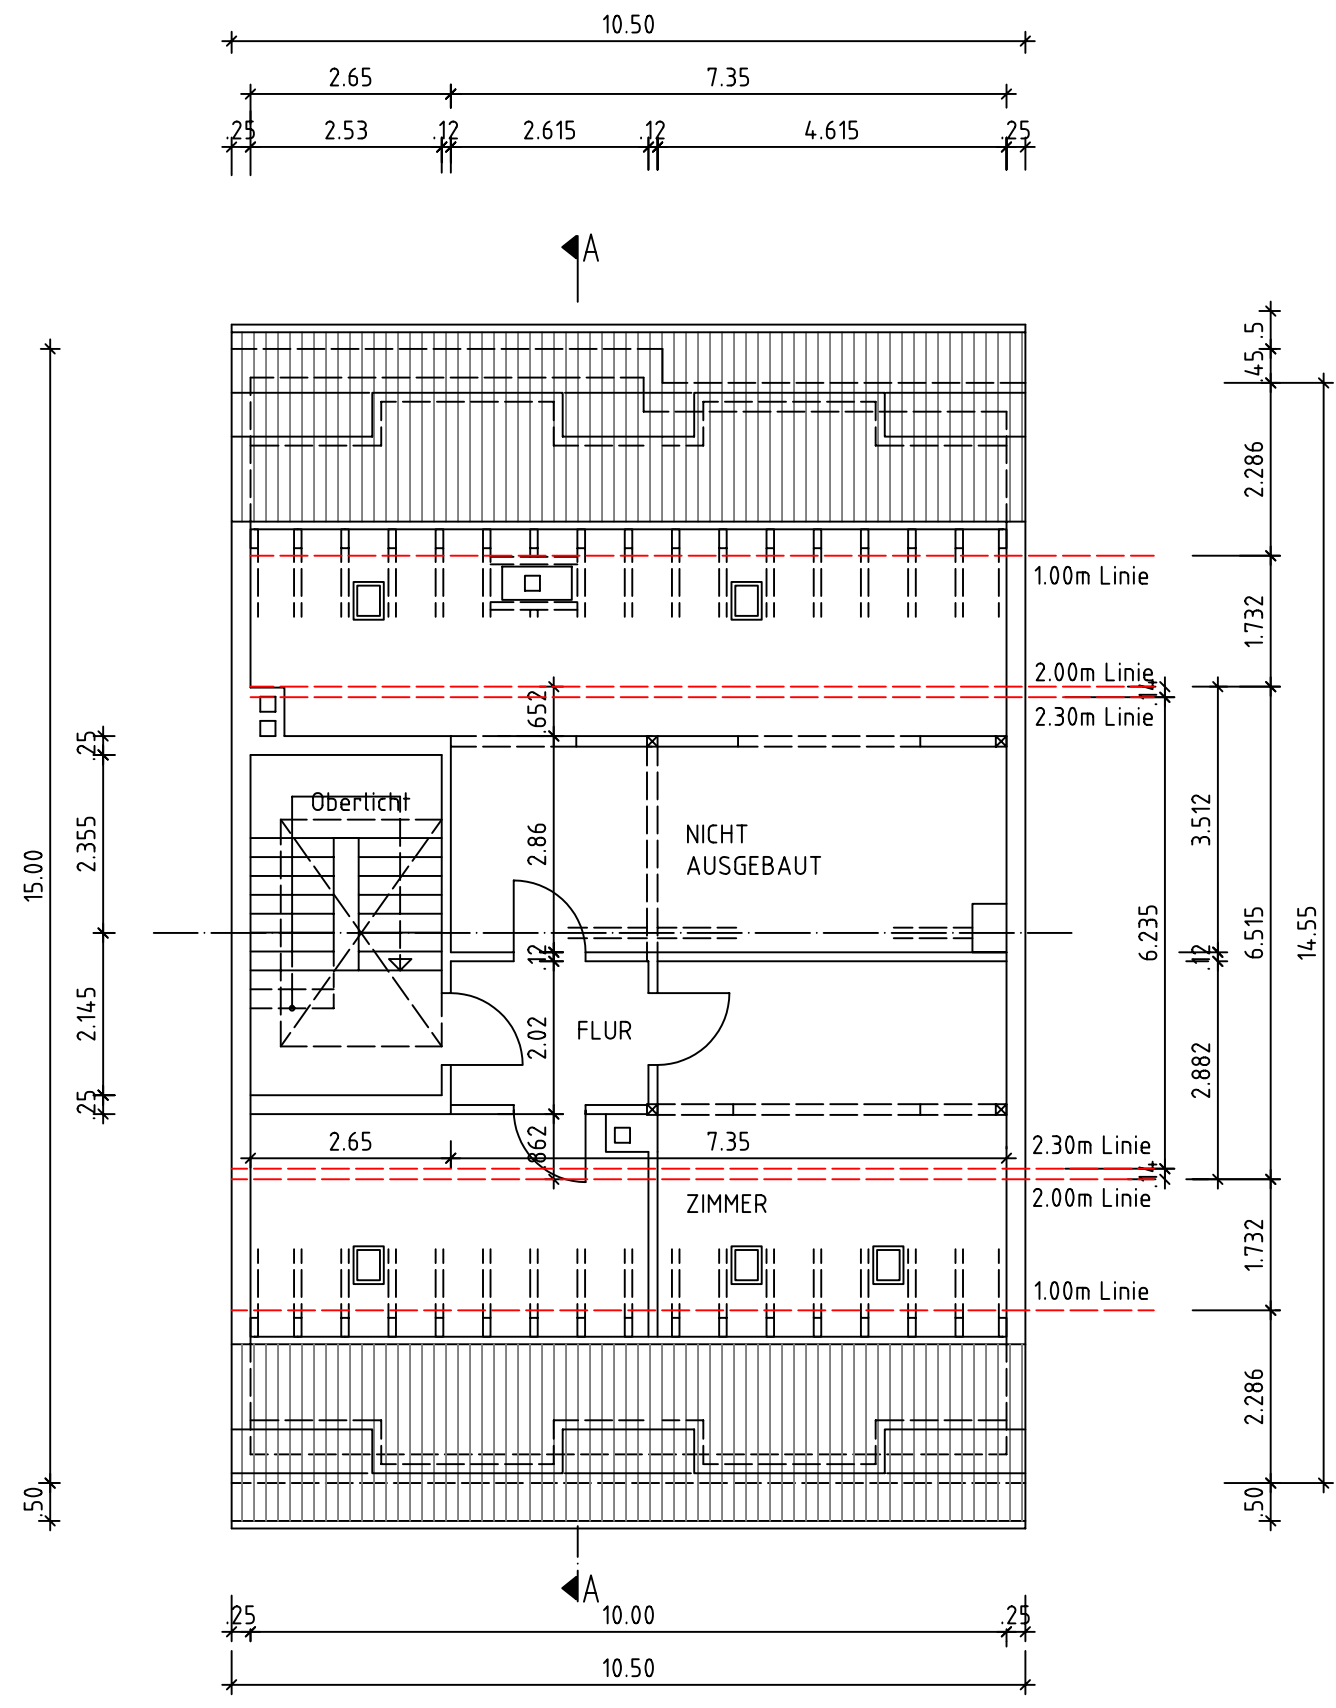 10.50
2.65 7.35
.25 2.53 .12 2.615 .12 4.615 .25
A
.5
.45
2.286
1.00m Linie
1.732
2.00m Linie
.652
2.30m Linie
.25
Oberlicht
2.355
2.86
NICHT
AUSGEBAUT
3.512
15.00
6.235
6.515
14.55
.12
.12
2.145
2.02
FLUR
2.882
.25
2.65
.862
7.35
2.30m Linie
.14
2.00m Linie
ZIMMER
1.732
1.00m Linie
2.286
.50
.50
A
.25 10.00 .25
10.50